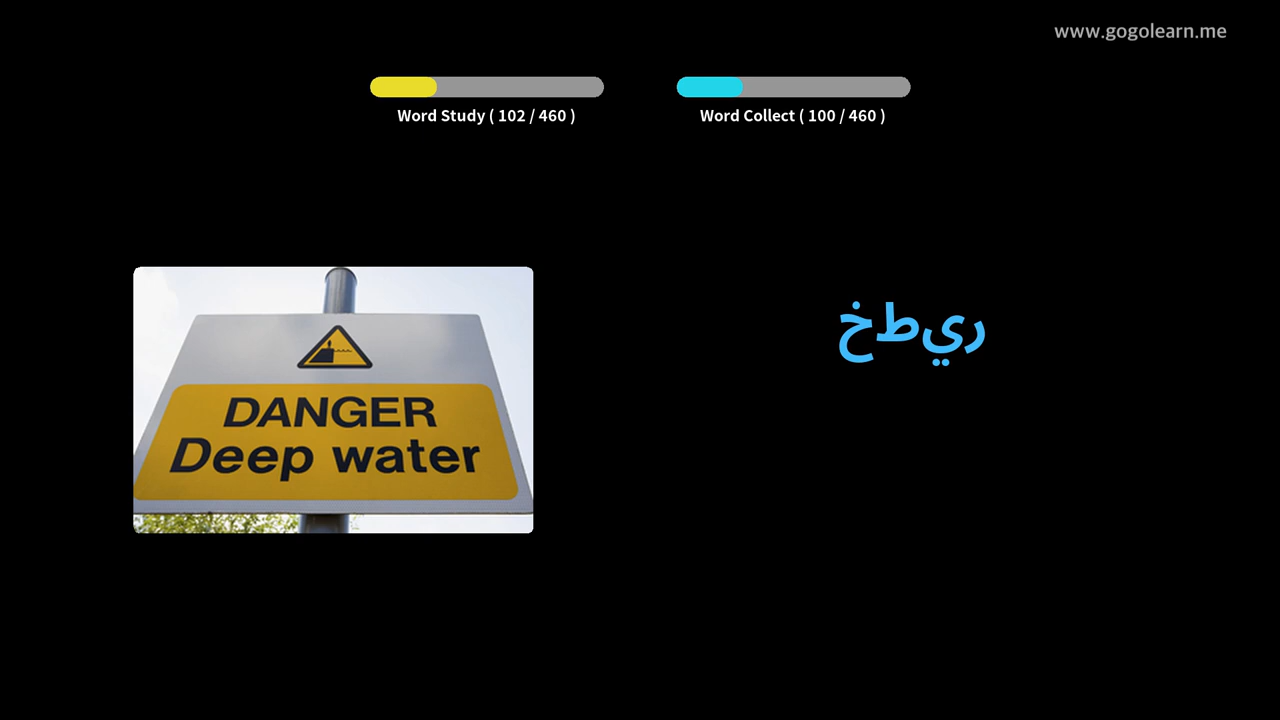 www.gogolearn.me
Word Study ( 102 / 460 )
Word Collect ( 100 / 460 )
ريطخ
DANGER
Deep water